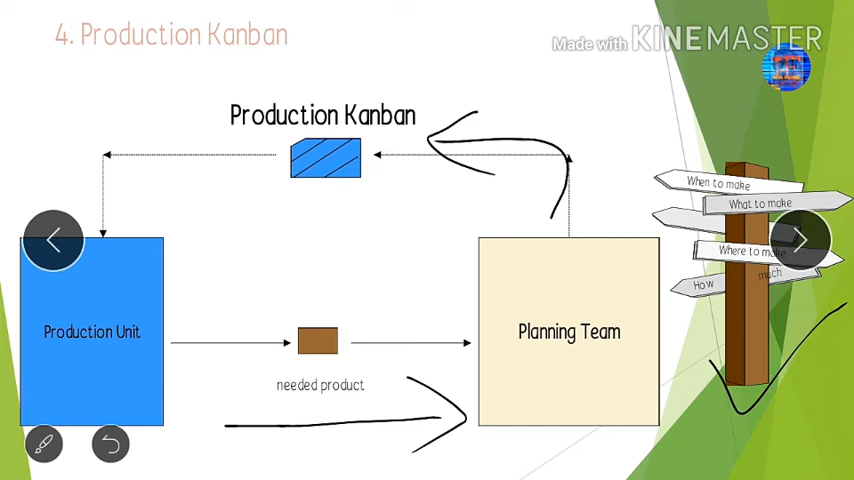 4. Production Kanban
Made with KINEMASTER
Production Kanban
When to make
What to make
Where to make
How much
Production Unit
Planning Team
needed product